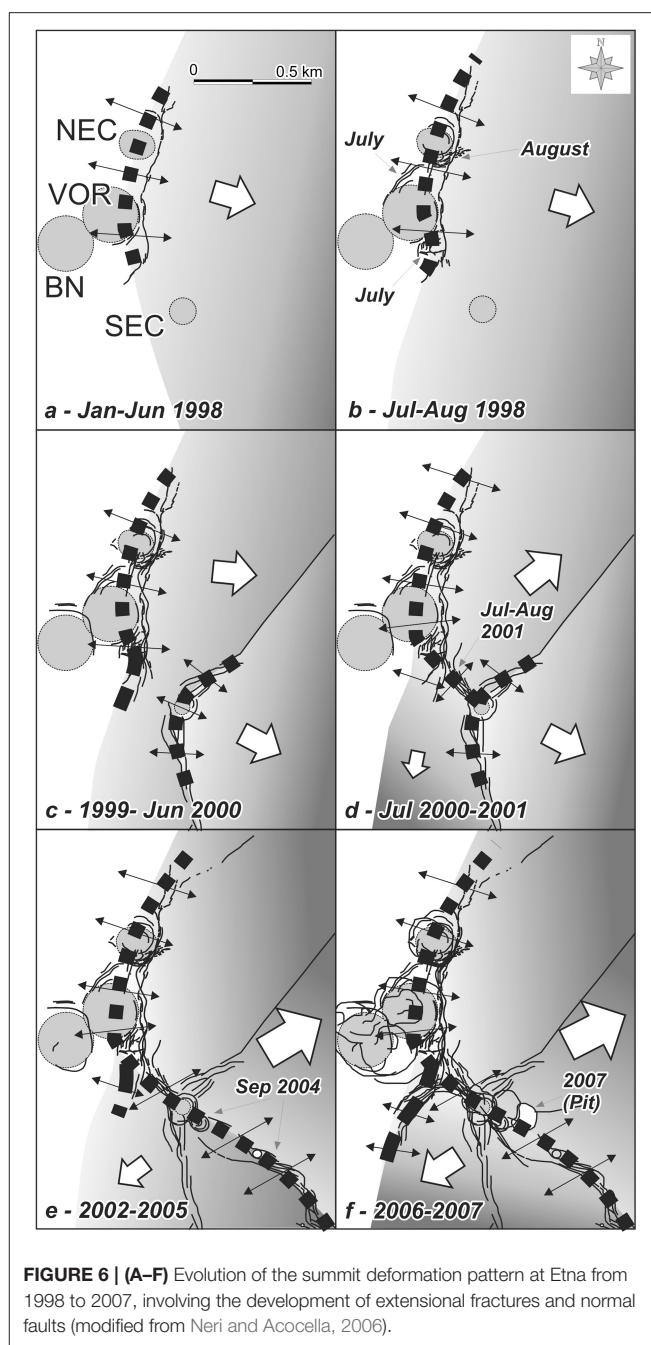 N
0 0.5 km
NEC
VOR
BN
SEC
a - Jan-Jun 1998
July
August
July
b - Jul-Aug 1998
c - 1999- Jun 2000
Jul-Aug
2001
d - Jul 2000-2001
Sep 2004
e - 2002-2005
2007
(Pit)
f - 2006-2007
FIGURE 6 | (A–F) Evolution of the summit deformation pattern at Etna from
1998 to 2007, involving the development of extensional fractures and normal
faults (modified from Neri and Acocella, 2006).